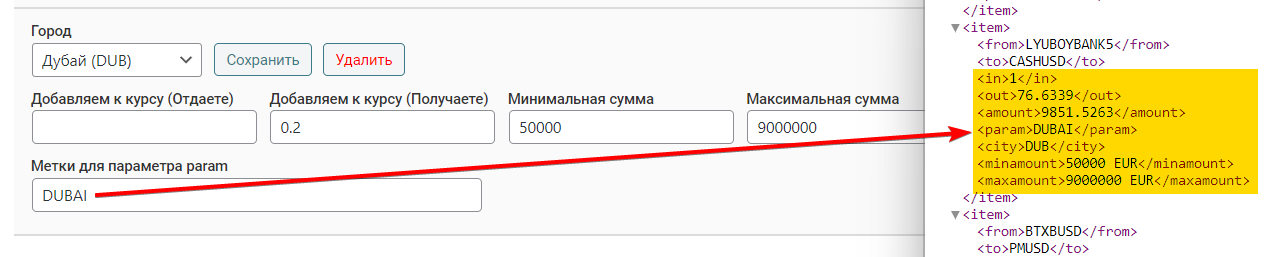 Город
Дубай (DUB)
Сохранить
Удалить
Добавляем к курсу (Отдаете)
Добавляем к курсу (Получаете)
Минимальная сумма
Максимальная сумма
0.2
50000
9000000
Метки для параметра param
DUBAI
</item>
▼<item>
<from>LYUBOYBANK5</from>
<to>CASHUSD</to>
<in>1</in>
<out>76.6339</out>
<amount>9851.5263</amount>
<param>DUBAI</param>
<city>DUB</city>
<minamount>50000 EUR</minamount>
<maxamount>9000000 EUR</maxamount>
</item>
▼<item>
<from>BTXBUSD</from>
<to>PMUSD</to>